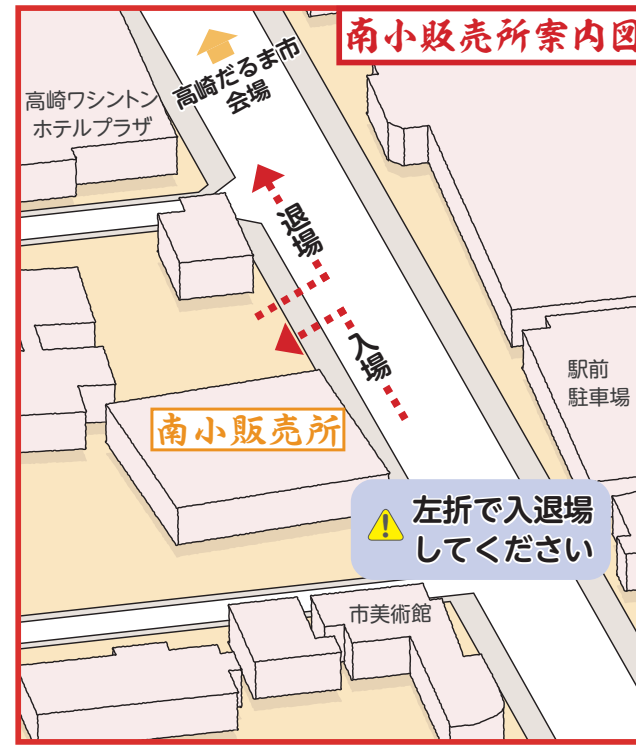 南小販売所案内図
高崎だるま市
会場
高崎ワシントン
ホテルプラザ
退場
入場
駅前
駐車場
南小販売所
左折で入退場
してください
市美術館